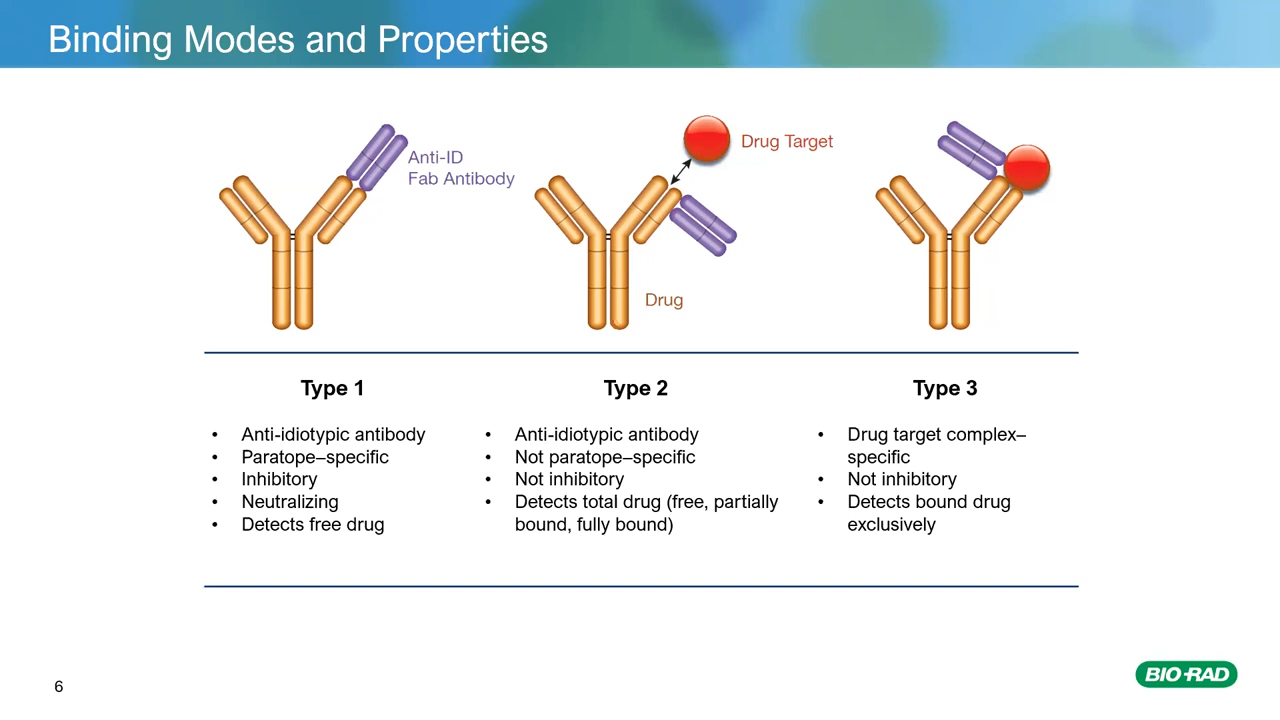 Binding Modes and Properties
Anti-ID
Fab Antibody
Drug Target
Drug
Type 1
• Anti-idiotypic antibody
• Paratope–specific
• Inhibitory
• Neutralizing
• Detects free drug
Type 2
• Anti-idiotypic antibody
• Not paratope–specific
• Not inhibitory
• Detects total drug (free, partially
bound, fully bound)
Type 3
• Drug target complex–
specific
• Not inhibitory
• Detects bound drug
exclusively
6
BIO-RAD